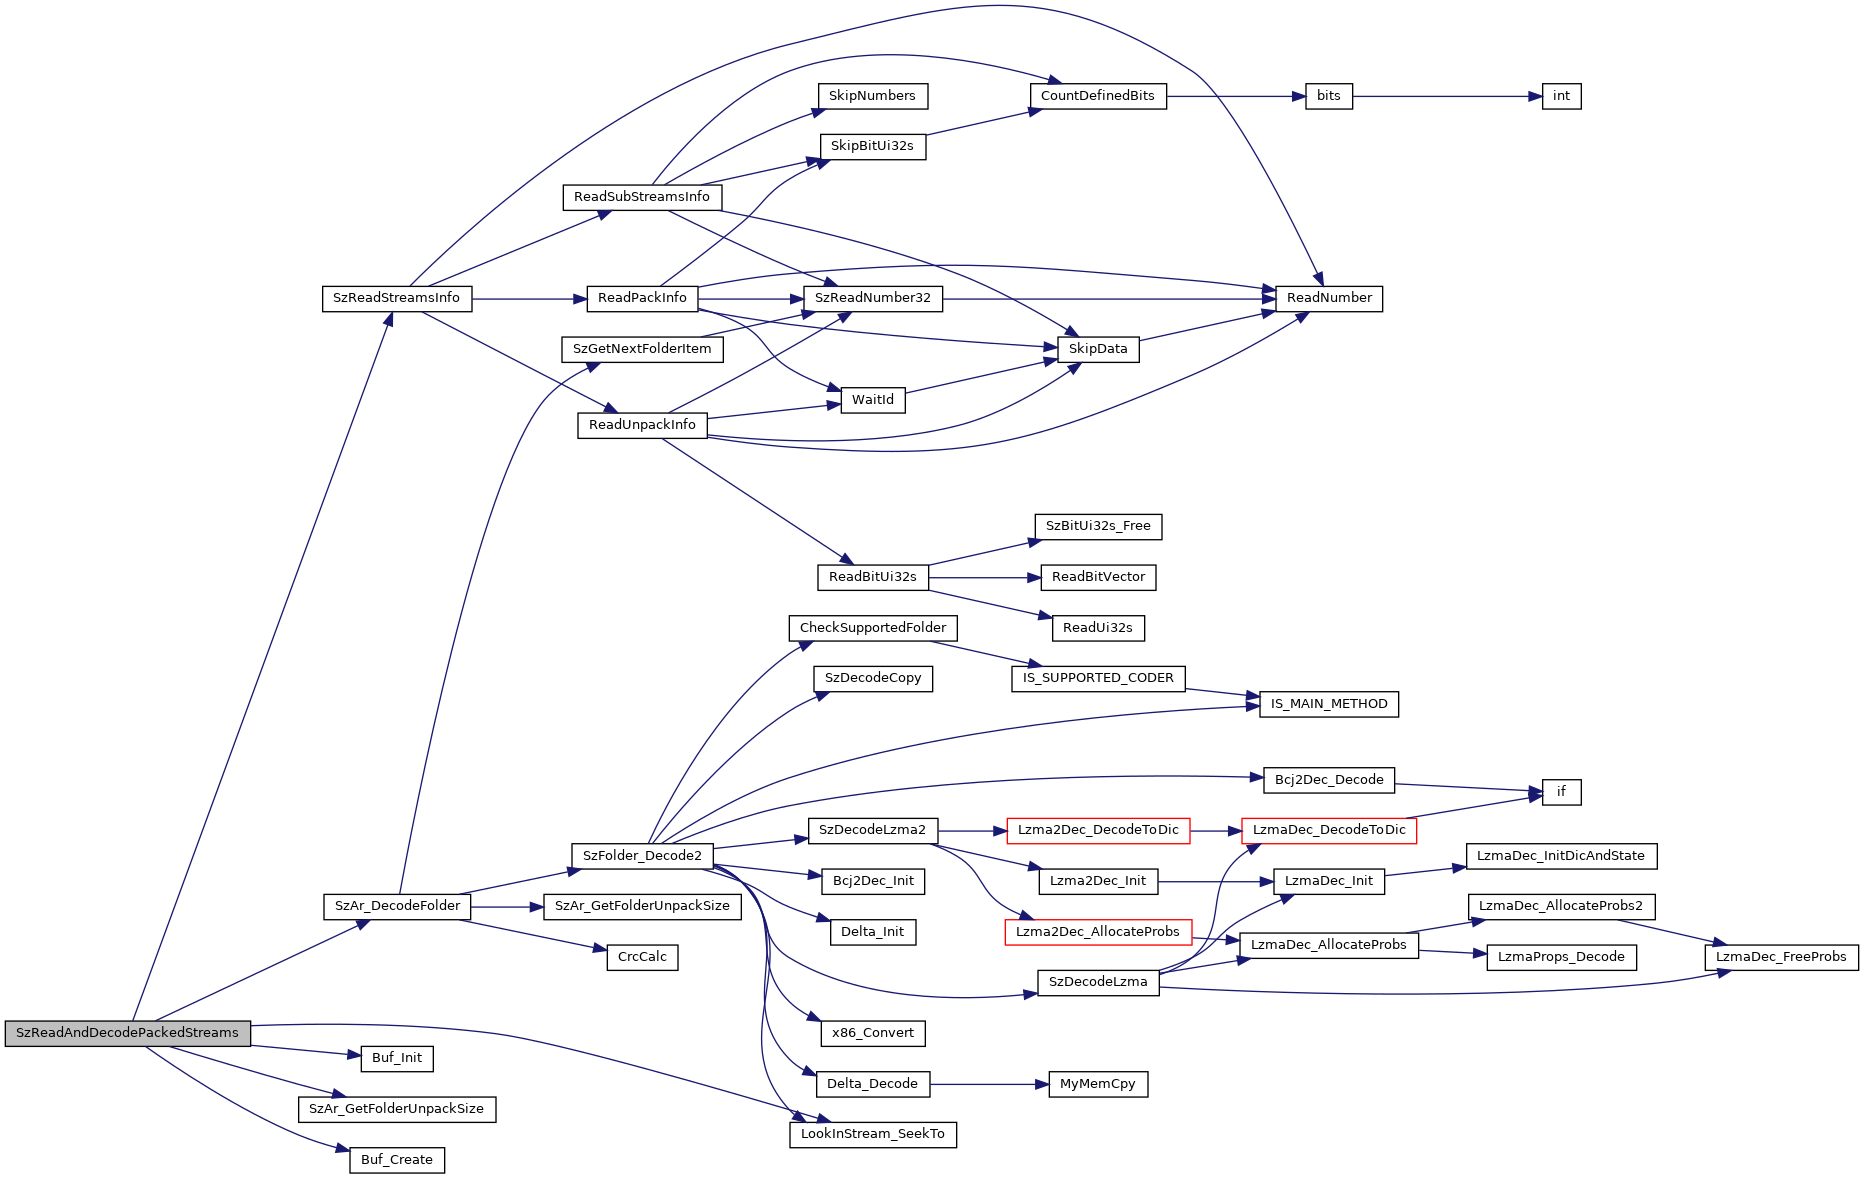 SkipNumbers
CountDefinedBits
bits
int
SkipBitUi32s
ReadSubStreamsInfo
SzReadStreamsInfo
ReadPackInfo
SzReadNumber32
ReadNumber
SzGetNextFolderItem
SkipData
WaitId
ReadUnpackInfo
SzBitUi32s_Free
ReadBitUi32s
ReadBitVector
ReadUi32s
CheckSupportedFolder
SzDecodeCopy
IS_SUPPORTED_CODER
IS_MAIN_METHOD
Bcj2Dec_Decode
if
SzDecodeLzma2
Lzma2Dec_DecodeToDic
LzmaDec_DecodeToDic
SzFolder_Decode2
LzmaDec_InitDicAndState
Bcj2Dec_Init
Lzma2Dec_Init
LzmaDec_Init
SzAr_DecodeFolder
SzAr_GetFolderUnpackSize
LzmaDec_AllocateProbs2
Delta_Init
Lzma2Dec_AllocateProbs
LzmaDec_AllocateProbs
CrcCalc
LzmaProps_Decode
LzmaDec_FreeProbs
SzDecodeLzma
SzReadAndDecodePackedStreams
x86_Convert
Buf_Init
Delta_Decode
MyMemCpy
SzAr_GetFolderUnpackSize
LookInStream_SeekTo
Buf_Create